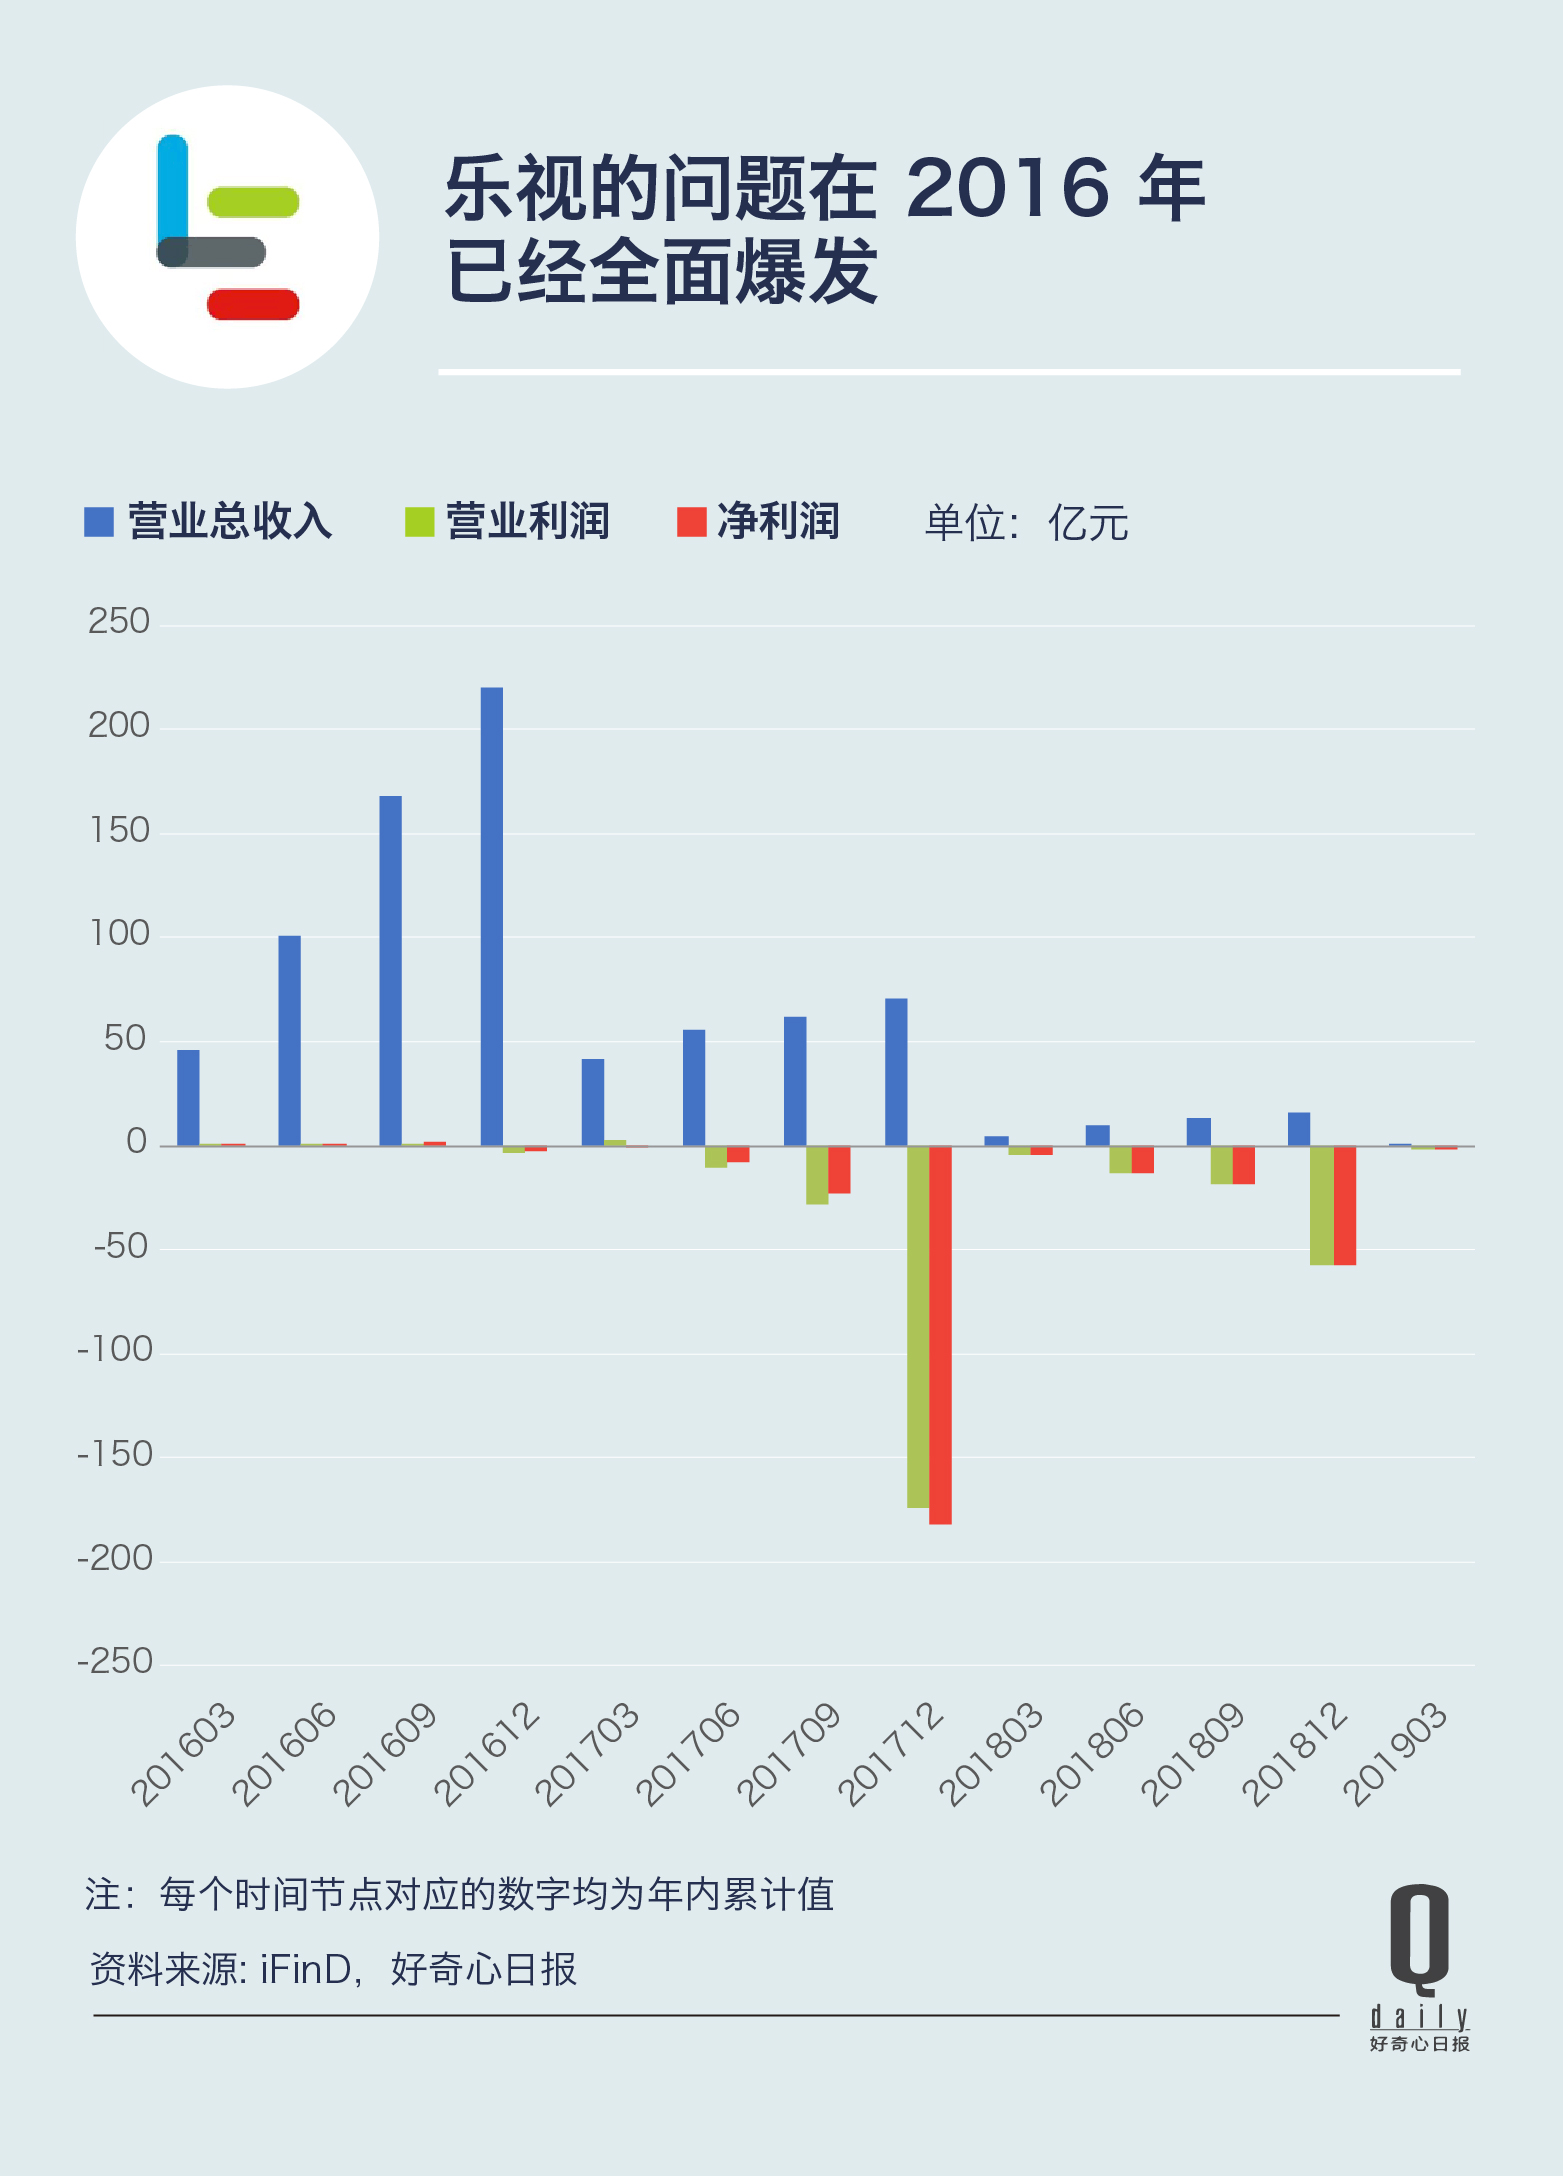 乐视的问题在 2016 年
已经全面爆发
营业总收入 营业利润 净利润 单位：亿元
250
200
150
100
50
0
-50
-100
-150
-200
-250
201603 201606 201609 201612 201703 201706 201709 201712 201803 201806 201809 201812 201903
注：每个时间节点对应的数字均为年内累计值
资料来源: iFinD，好奇心日报
Q
daily
好奇心日报